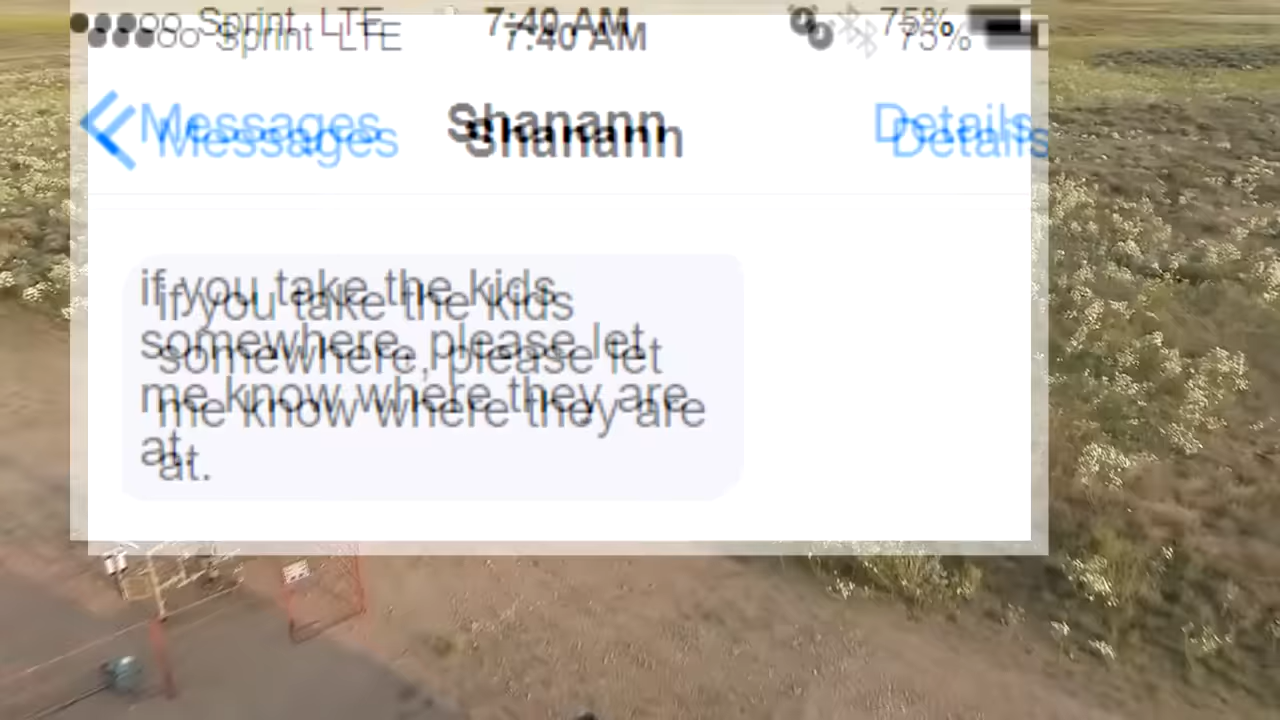 Sprint LTE 7:40 AM 75%
Messages Shanann Details
if you take the kids
somewhere, please let
me know where they are
at.